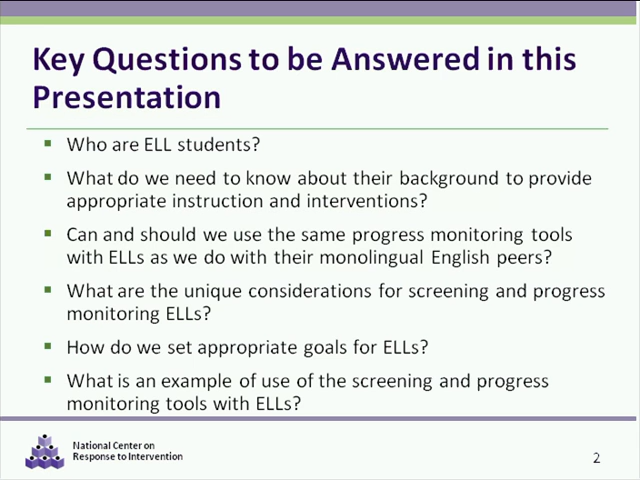 Key Questions to be Answered in this
Presentation
Who are ELL students?
What do we need to know about their background to provide
appropriate instruction and interventions?
Can and should we use the same progress monitoring tools
with ELLs as we do with their monolingual English peers?
What are the unique considerations for screening and progress
monitoring ELLs?
How do we set appropriate goals for ELLs?
What is an example of use of the screening and progress
monitoring tools with ELLs?
National Center on
Response to Intervention
2